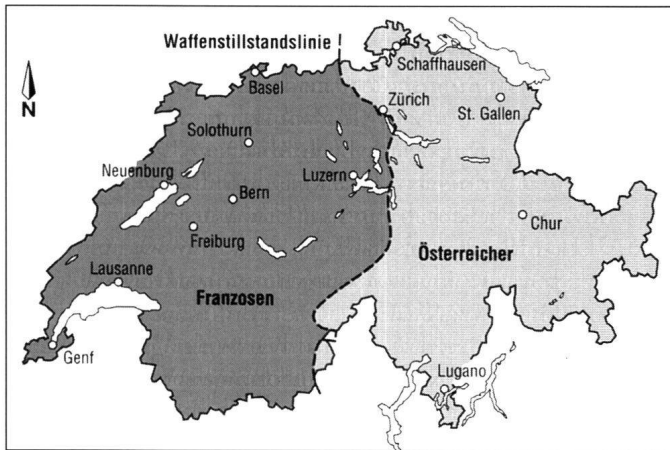 Waffenstillstandslinie
Schaffhausen
Basel
Zürich
St. Gallen
N
Solothurn
Neuenburg
Luzern
Bern
Chur
Freiburg
Österreicher
Lausanne
Franzosen
Genf
Lugano